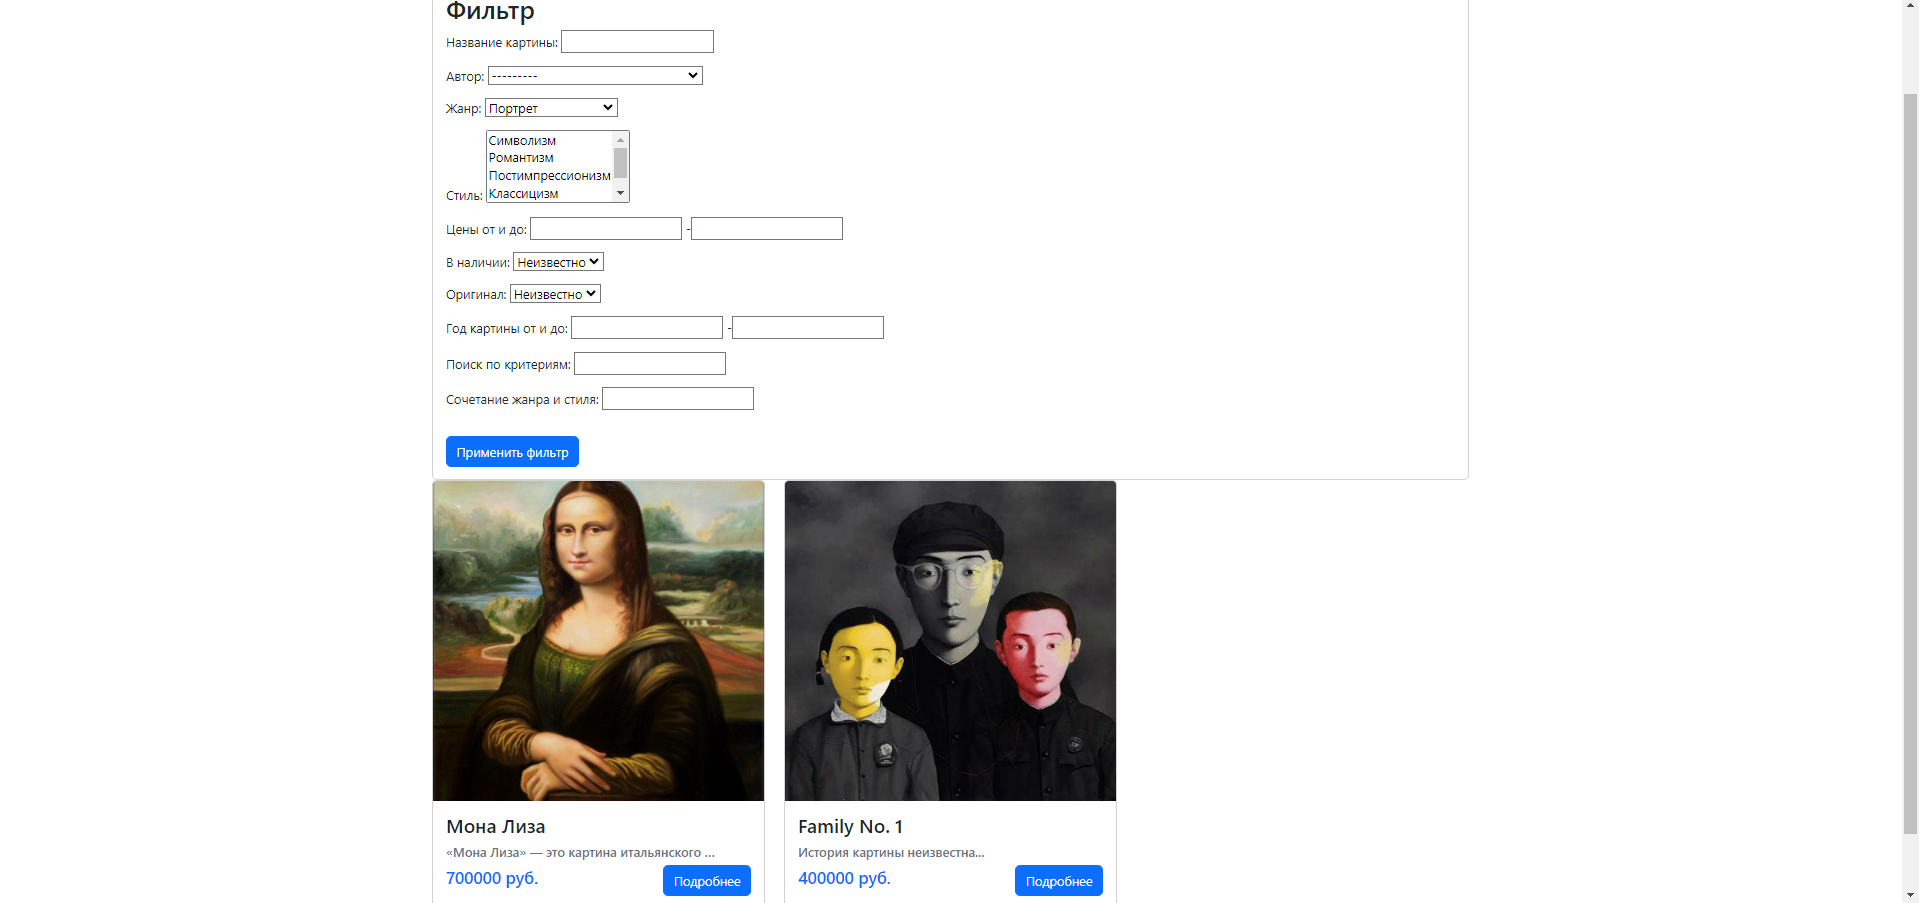 Фильтр
Название картины:
Автор: ---------
Жанр: Портрет
Символизм
Романтизм
Постимпрессионизм
Классицизм
Стиль:
Цены от и до: -
В наличии: Неизвестно
Оригинал: Неизвестно
Год картины от и до: -
Поиск по критериям:
Сочетание жанра и стиля:
Применить фильтр
Мона Лиза
«Мона Лиза» — это картина итальянского ...
700000 руб. Подробнее
Family No. 1
История картины неизвестна...
400000 руб. Подробнее